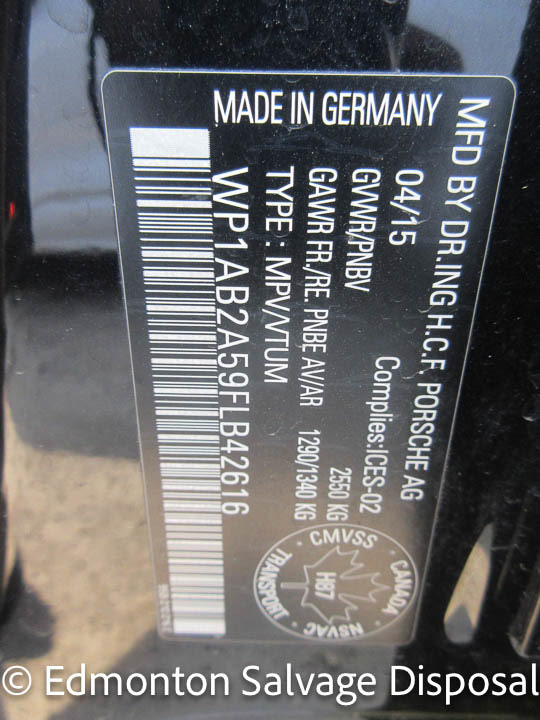 MFD BY DR.ING H.C.F. PORSCHE AG
MADE IN GERMANY
04/15
Complies:ICES-02
GVWR/PNBV 2550 KG
GAWR FR./RE. PNBE AV/AR 1290/1340 KG
TYPE : MPV/VTUM
WP1AB2A59FLB42616
CMVSS
CANADA
NSVAC
TRANSPORT
H87
© Edmonton Salvage Disposal